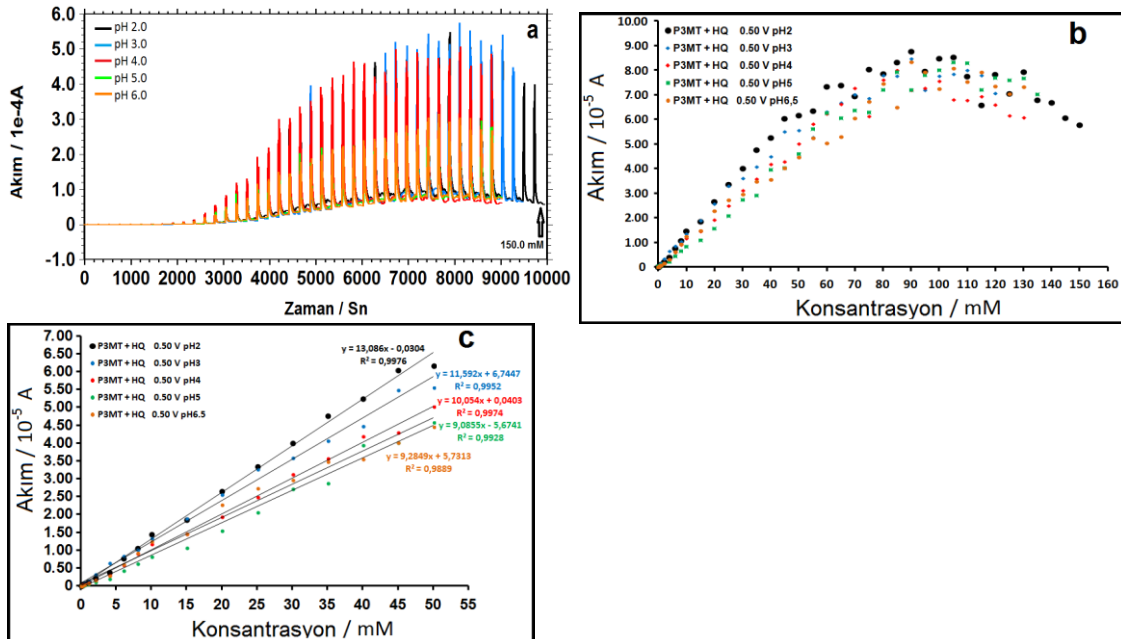 a
pH 2.0
pH 3.0
pH 4.0
pH 5.0
pH 6.0
6.0
5.0
4.0
3.0
2.0
1.0
0
-1.0
Akım / 1e-4A
0 1000 2000 3000 4000 5000 6000 7000 8000 9000 10000
150.0 mM
Zaman / Sn
b
P3MT + HQ 0.50 V pH2
P3MT + HQ 0.50 V pH3
P3MT + HQ 0.50 V pH4
P3MT + HQ 0.50 V pH5
P3MT + HQ 0.50 V pH6,5
10.00
9.00
8.00
7.00
6.00
5.00
4.00
3.00
2.00
1.00
0
Akım / 10⁻⁵ A
0 10 20 30 40 50 60 70 80 90 100 110 120 130 140 150 160
Konsantrasyon / mM
c
P3MT + HQ 0.50 V pH2
P3MT + HQ 0.50 V pH3
P3MT + HQ 0.50 V pH4
P3MT + HQ 0.50 V pH5
P3MT + HQ 0.50 V pH6.5
y = 13,086x - 0,0304
R² = 0,9976
y = 11,592x + 6,7447
R² = 0,9952
y = 10,054x + 0,0403
R² = 0,9974
y = 9,0855x - 5,6741
R² = 0,9928
y = 9,2849x + 5,7313
R² = 0,9889
7.00
6.00
5.50
5.00
4.50
4.00
3.50
3.00
2.50
2.00
1.50
1.00
0.50
0
Akım / 10⁻⁵ A
0 5 10 15 20 25 30 35 40 45 50 55
Konsantrasyon / mM